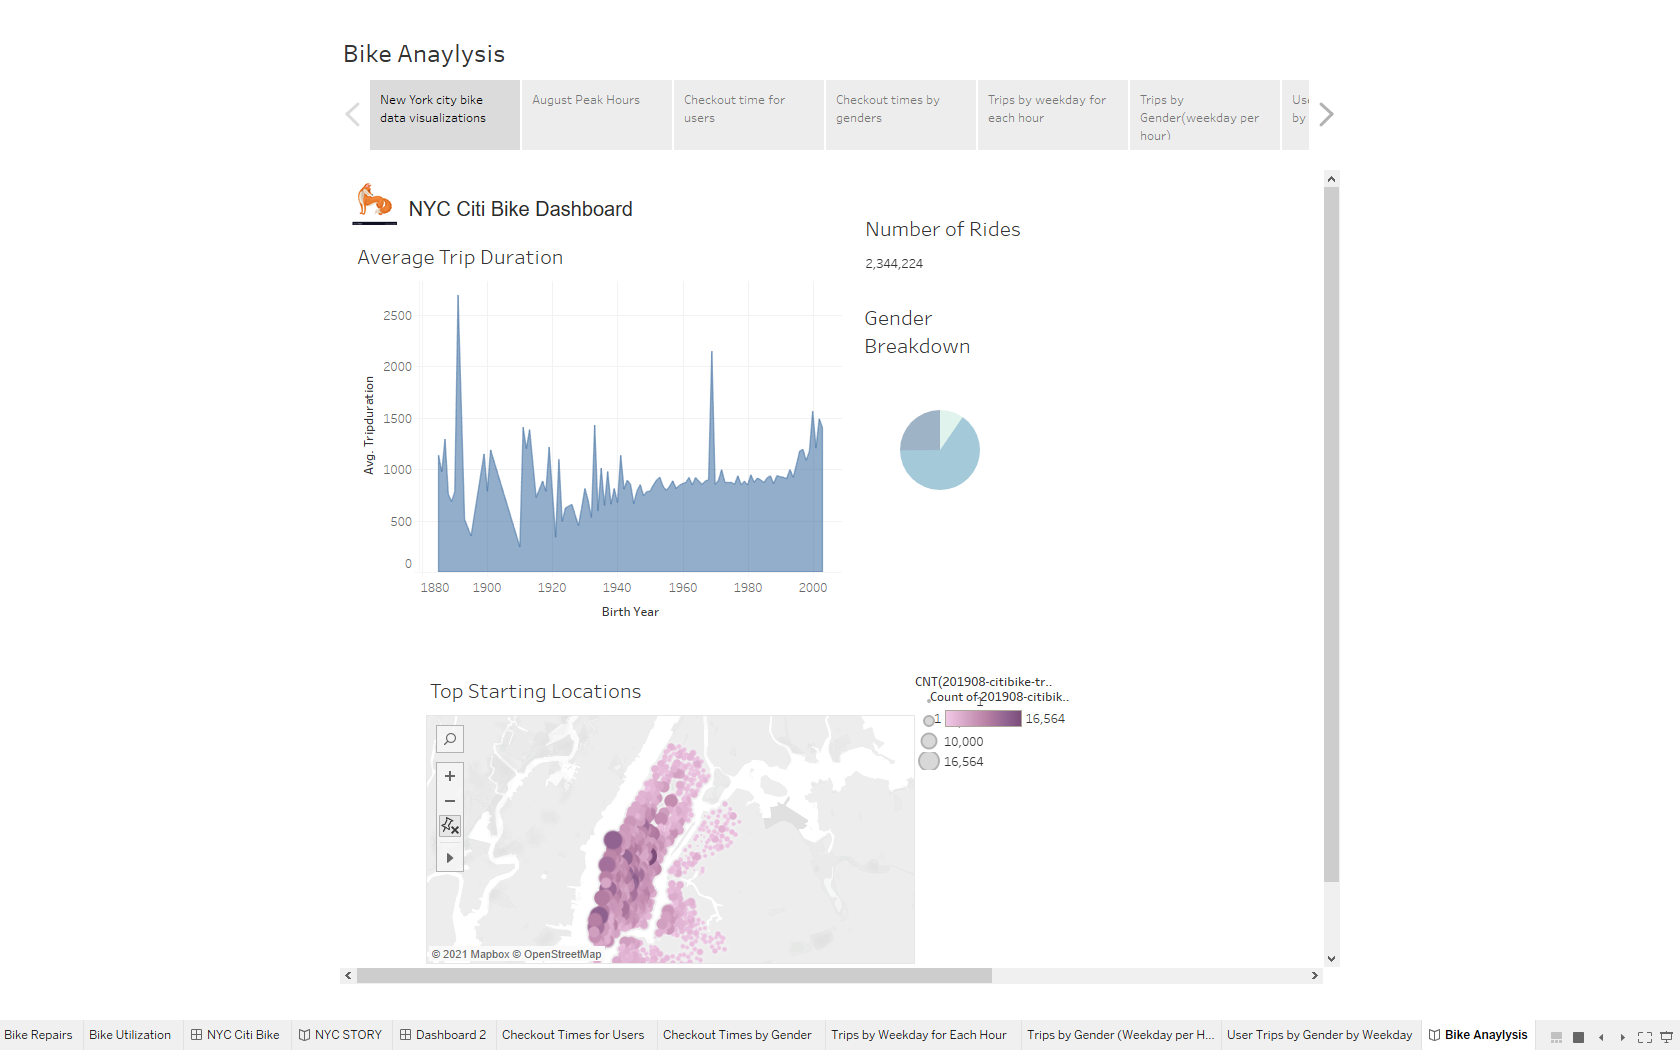 Bike Anaylysis
New York city bike
data visualizations
August Peak Hours
Checkout time for
users
Checkout times by
genders
Trips by weekday for
each hour
Trips by
Gender(weekday per
hour)
by
NYC Citi Bike Dashboard
Average Trip Duration
Number of Rides
2,344,224
Gender
Breakdown
Avg. Tripduration
2500
2000
1500
1000
500
0
1880 1900 1920 1940 1960 1980 2000
Birth Year
Top Starting Locations
CNT(201908-citibike-tr..
Count of 201908-citibik..
1 16,564
10,000
16,564
© 2021 Mapbox © OpenStreetMap
Bike Repairs Bike Utilization NYC Citi Bike NYC STORY Dashboard 2 Checkout Times for Users Checkout Times by Gender Trips by Weekday for Each Hour Trips by Gender (Weekday per H... User Trips by Gender by Weekday Bike Anaylysis